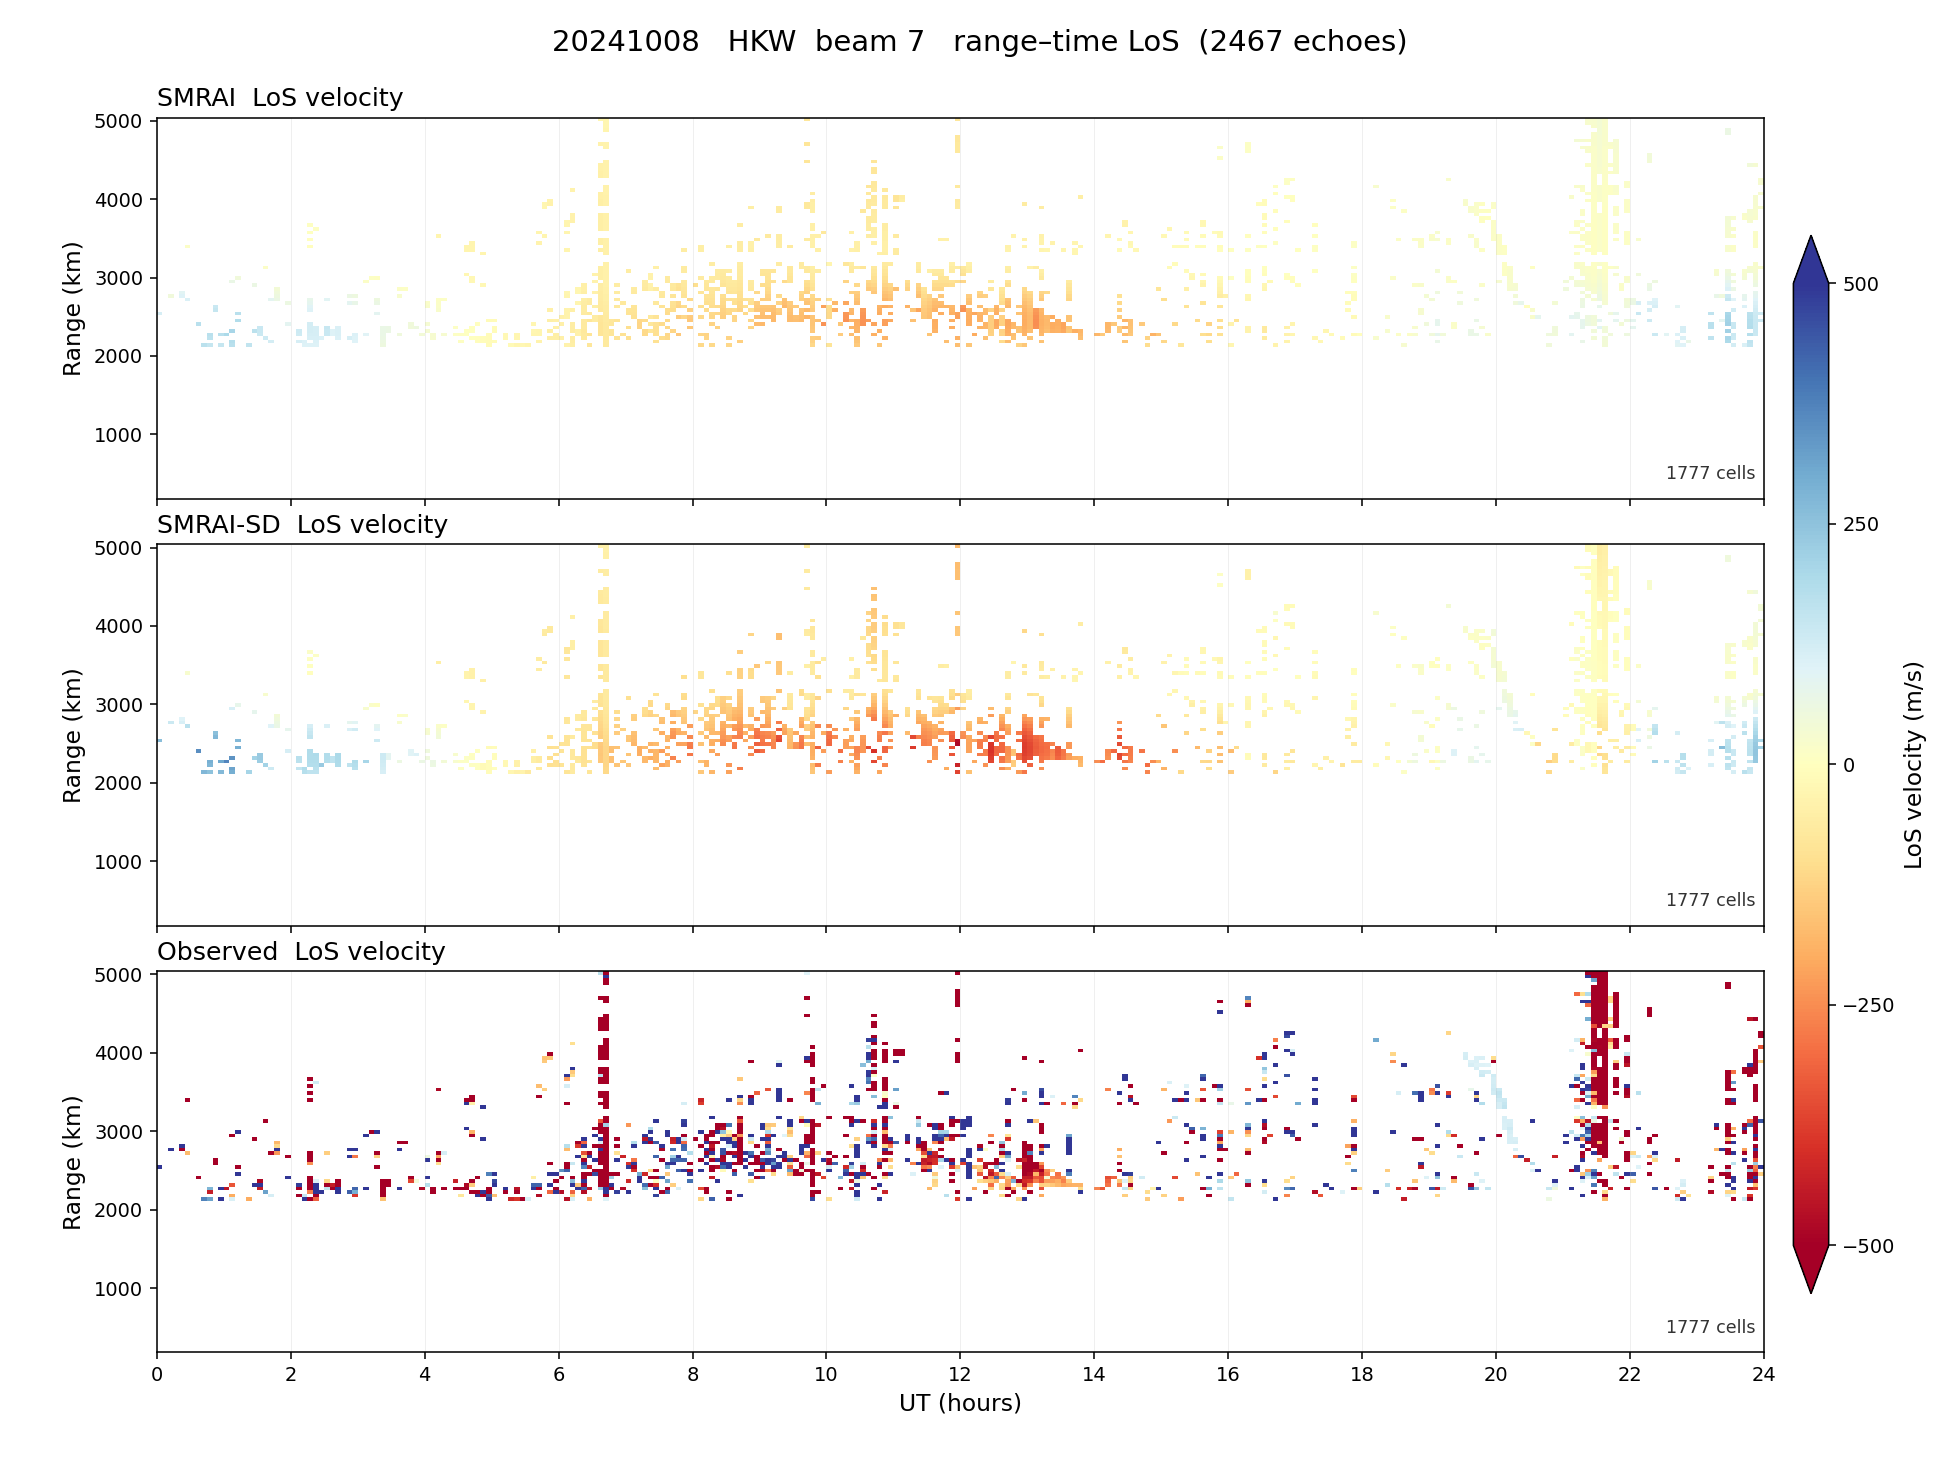 20241008   HKW  beam 7   range–time LoS  (2467 echoes)
SMRAI  LoS velocity
5000
4000
3000
2000
1000
Range (km)
1777 cells
SMRAI-SD  LoS velocity
5000
4000
3000
2000
1000
Range (km)
1777 cells
Observed  LoS velocity
5000
4000
3000
2000
1000
Range (km)
1777 cells
0 2 4 6 8 10 12 14 16 18 20 22 24
UT (hours)
500
250
0
−250
−500
LoS velocity (m/s)